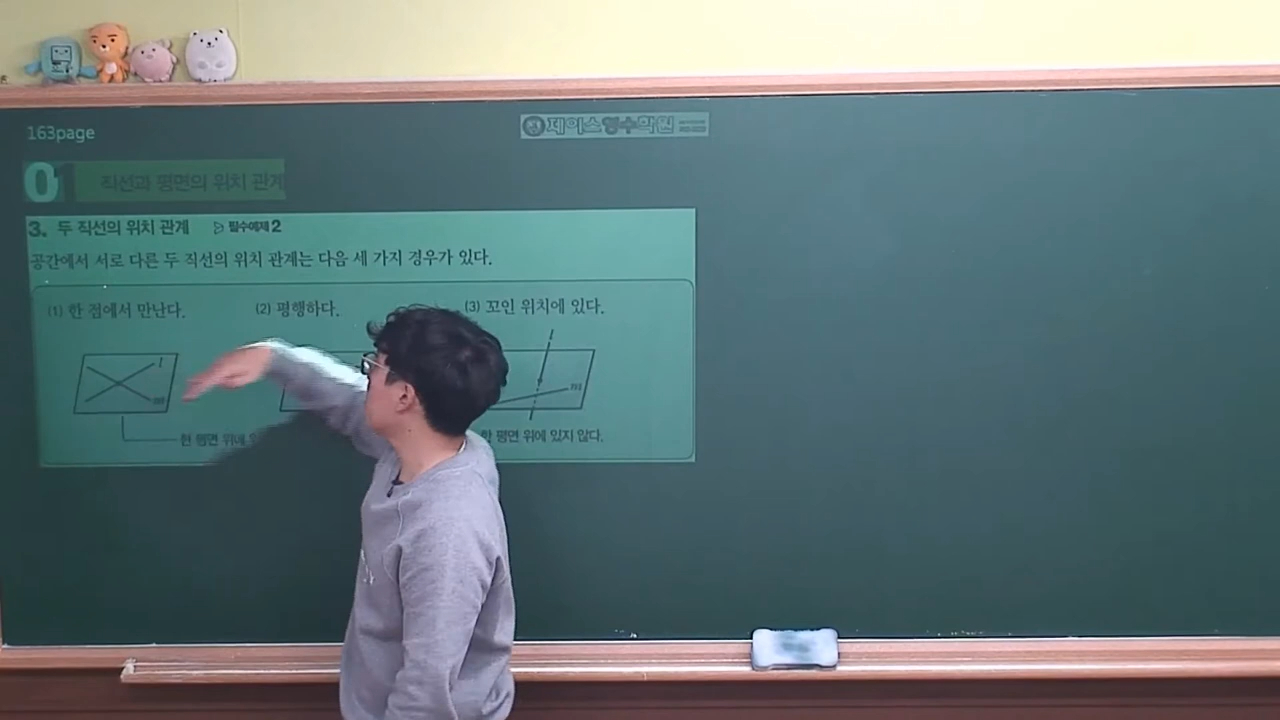 163page
제이스영수학원
01 직선과 평면의 위치 관계
3. 두 직선의 위치 관계 ▷ 필수예제 2
공간에서 서로 다른 두 직선의 위치 관계는 다음 세 가지 경우가 있다.
(1) 한 점에서 만난다. (2) 평행하다. (3) 꼬인 위치에 있다.
l
l
m
m
한 평면 위에
한 평면 위에 있지 않다.